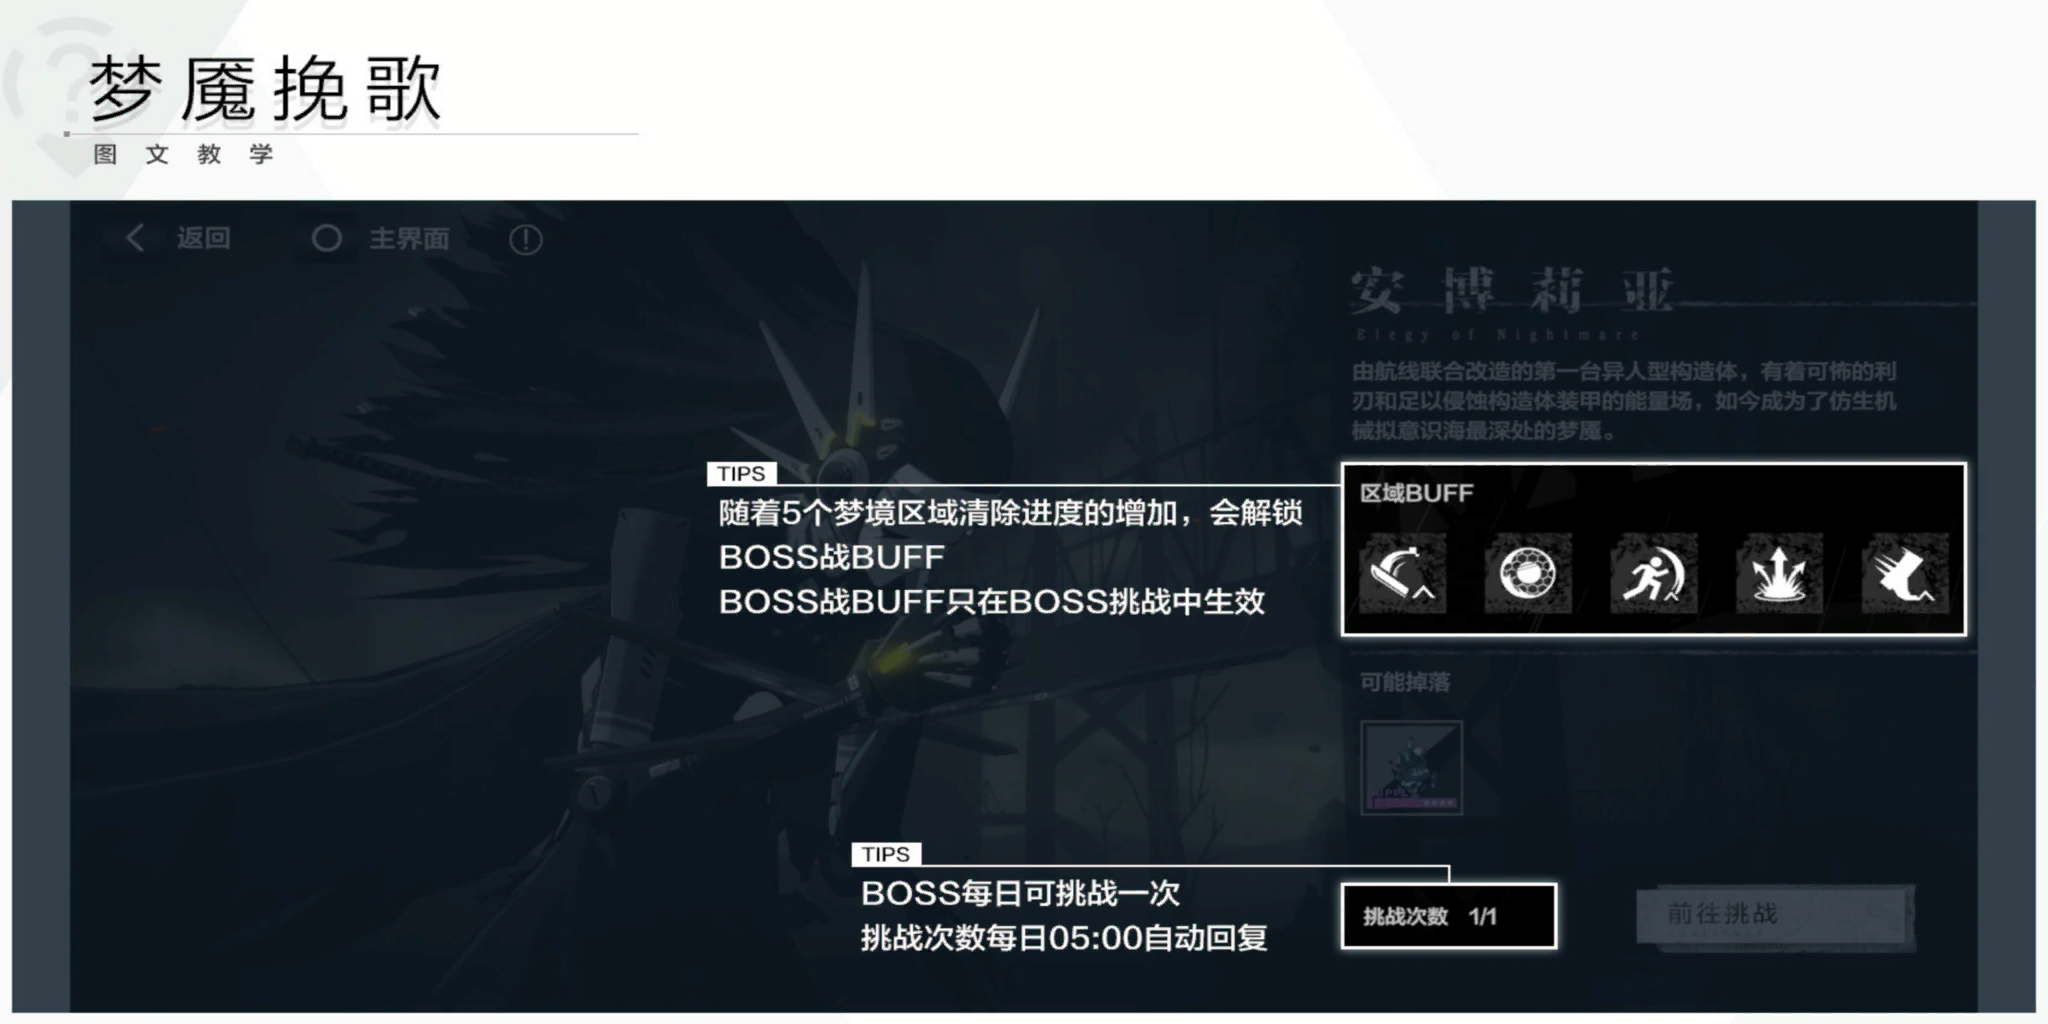 梦魇挽歌
图文教学
返回
主界面
安博莉亚
Elegy of Nightmare
由航线联合改造的第一台异人型构造体，有着可怖的利
刃和足以侵蚀构造体装甲的能量场，如今成为了仿生机
械拟意识海最深处的梦魇。
TIPS
随着5个梦境区域清除进度的增加，会解锁
BOSS战BUFF
BOSS战BUFF只在BOSS挑战中生效
区域BUFF
可能掉落
TIPS
BOSS每日可挑战一次
挑战次数每日05:00自动回复
挑战次数 1/1
前往挑战